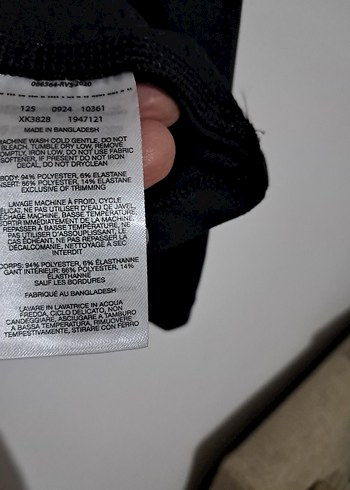 125 0924 10361
XK3828 1947121
MADE IN BANGLADESH
MACHINE WASH COLD GENTLE, DO NOT
BLEACH, TUMBLE DRY LOW, REMOVE
PROMPTLY, IRON LOW, DO NOT USE FABRIC
SOFTENER, IF PRESENT DO NOT IRON
DECAL, DO NOT DRYCLEAN
BODY: 94% POLYESTER, 6% ELASTANE
INSERT: 86% POLYESTER, 14% ELASTANE
EXCLUSIVE OF TRIMMING
LAVAGE MACHINE À FROID, CYCLE
DÉLICAT, NE PAS UTILISER D'EAU DE JAVEL,
SÉCHAGE MACHINE, BASSE TEMPÉRATURE,
SORTIR IMMÉDIATEMENT DE LA MACHINE,
REPASSER À BASSE TEMPÉRATURE, NE
PAS UTILISER D'ASSOUPLISSANT, LE
CAS ÉCHÉANT, NE PAS REPASSER LA
DÉCALCOMANIE, NETTOYAGE À SEC
INTERDIT
CORPS: 94% POLYESTER, 6% ÉLASTHANNE
GANT INTÉRIEUR: 86% POLYESTER, 14%
ÉLASTHANNE
SAUF LES BORDURES
FABRIQUÉ AU BANGLADESH
LAVARE IN LAVATRICE IN ACQUA
FREDDA, CICLO DELICATO, NON
CANDEGGIARE, ASCIUGARE A TAMBURO
A BASSA TEMPERATURA, RIMUOVERE
TEMPESTIVAMENTE, STIRARE CON FERRO